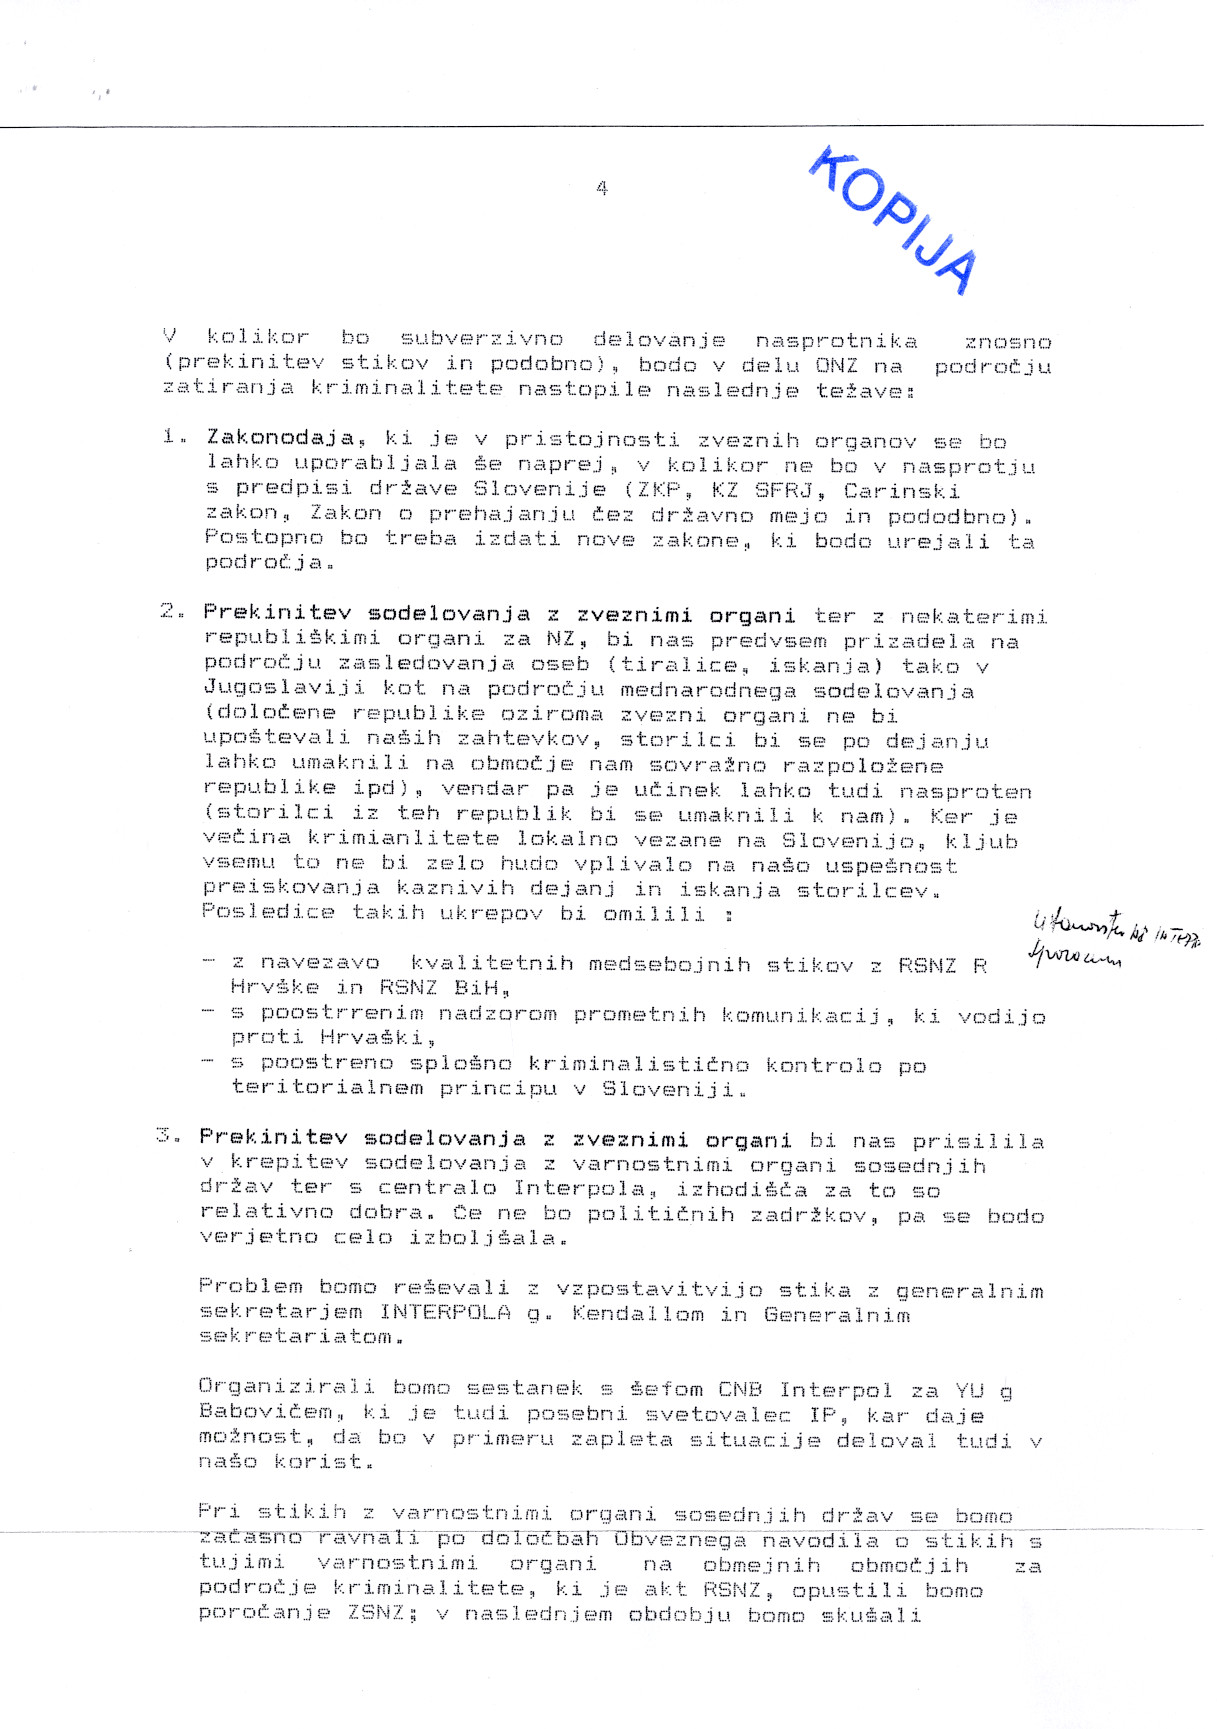 4
KOPIJA
V kolikor bo subverzivno delovanje nasprotnika znosno
(prekinitev stikov in podobno), bodo v delu ONZ na področju
zatiranja kriminalitete nastopile naslednje težave:
1. Zakonodaja, ki je v pristojnosti zveznih organov se bo
lahko uporabljala še naprej, v kolikor ne bo v nasprotju
s predpisi države Slovenije (ZKP, KZ SFRJ, Carinski
zakon, Zakon o prehajanju čez državno mejo in pododbno).
Postopno bo treba izdati nove zakone, ki bodo urejali ta
področja.
2. Prekinitev sodelovanja z zveznimi organi ter z nekaterimi
republiškimi organi za NZ, bi nas predvsem prizadela na
področju zasledovanja oseb (tiralice, iskanja) tako v
Jugoslaviji kot na področju mednarodnega sodelovanja
(določene republike oziroma zvezni organi ne bi
upoštevali naših zahtevkov, storilci bi se po dejanju
lahko umaknili na območje nam sovražno razpoložene
republike ipd), vendar pa je učinek lahko tudi nasproten
(storilci iz teh republik bi se umaknili k nam). Ker je
večina krimianlitete lokalno vezane na Slovenijo, kljub
vsemu to ne bi zelo hudo vplivalo na našo uspešnost
preiskovanja kaznivih dejanj in iskanja storilcev.
Posledice takih ukrepov bi omilili :
- z navezavo kvalitetnih medsebojnih stikov z RSNZ R
Hrvške in RSNZ BiH,
- s poostrrenim nadzorom prometnih komunikacij, ki vodijo
proti Hrvaški,
- s poostreno splošno kriminalistično kontrolo po
teritorialnem principu v Sloveniji.
3. Prekinitev sodelovanja z zveznimi organi bi nas prisilila
v krepitev sodelovanja z varnostnimi organi sosednjih
držav ter s centralo Interpola, izhodišča za to so
relativno dobra. Če ne bo političnih zadržkov, pa se bodo
verjetno celo izboljšala.
Problem bomo reševali z vzpostavitvijo stika z generalnim
sekretarjem INTERPOLA g. Kendallom in Generalnim
sekretariatom.
Organizirali bomo sestanek s šefom CNB Interpol za YU g
Babovičem, ki je tudi posebni svetovalec IP, kar daje
možnost, da bo v primeru zapleta situacije deloval tudi v
našo korist.
Pri stikih z varnostnimi organi sosednjih držav se bomo
začasno ravnali po določbah Obveznega navodila o stikih s
tujimi varnostnimi organi na obmejnih območjih za
področje kriminalitete, ki je akt RSNZ, opustili bomo
poročanje ZSNZ; v naslednjem obdobju bomo skušali